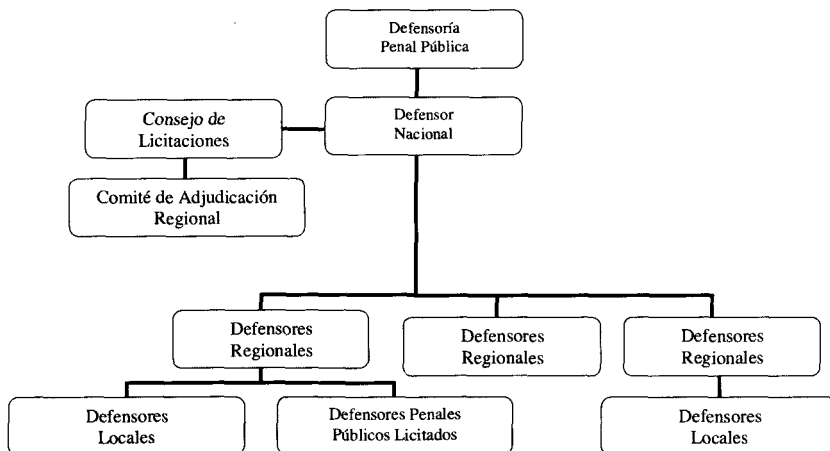 Defensoría
Penal Pública
Consejo de
Licitaciones
Defensor
Nacional
Comité de Adjudicación
Regional
Defensores
Regionales
Defensores
Regionales
Defensores
Regionales
Defensores
Locales
Defensores Penales
Públicos Licitados
Defensores
Locales